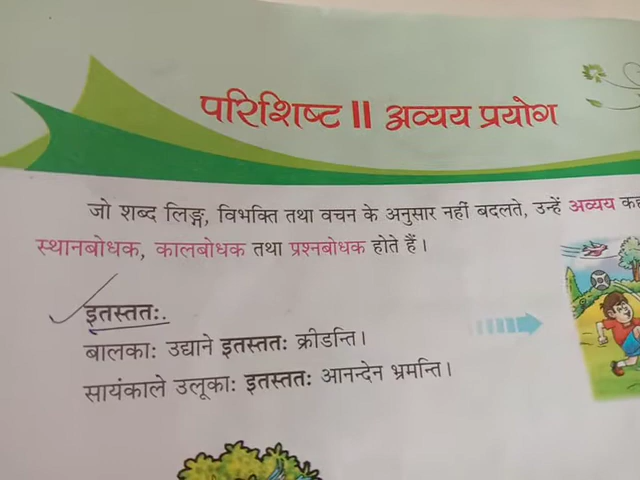 परिशिष्ट II अव्यय प्रयोग
जो शब्द लिङ्ग, विभक्ति तथा वचन के अनुसार नहीं बदलते, उन्हें अव्यय
स्थानबोधक, कालबोधक तथा प्रश्नबोधक होते हैं।
इतस्ततः.
बालकाः उद्याने इतस्ततः क्रीडन्ति।
सायंकाले उलूकाः इतस्ततः आनन्देन भ्रमन्ति।